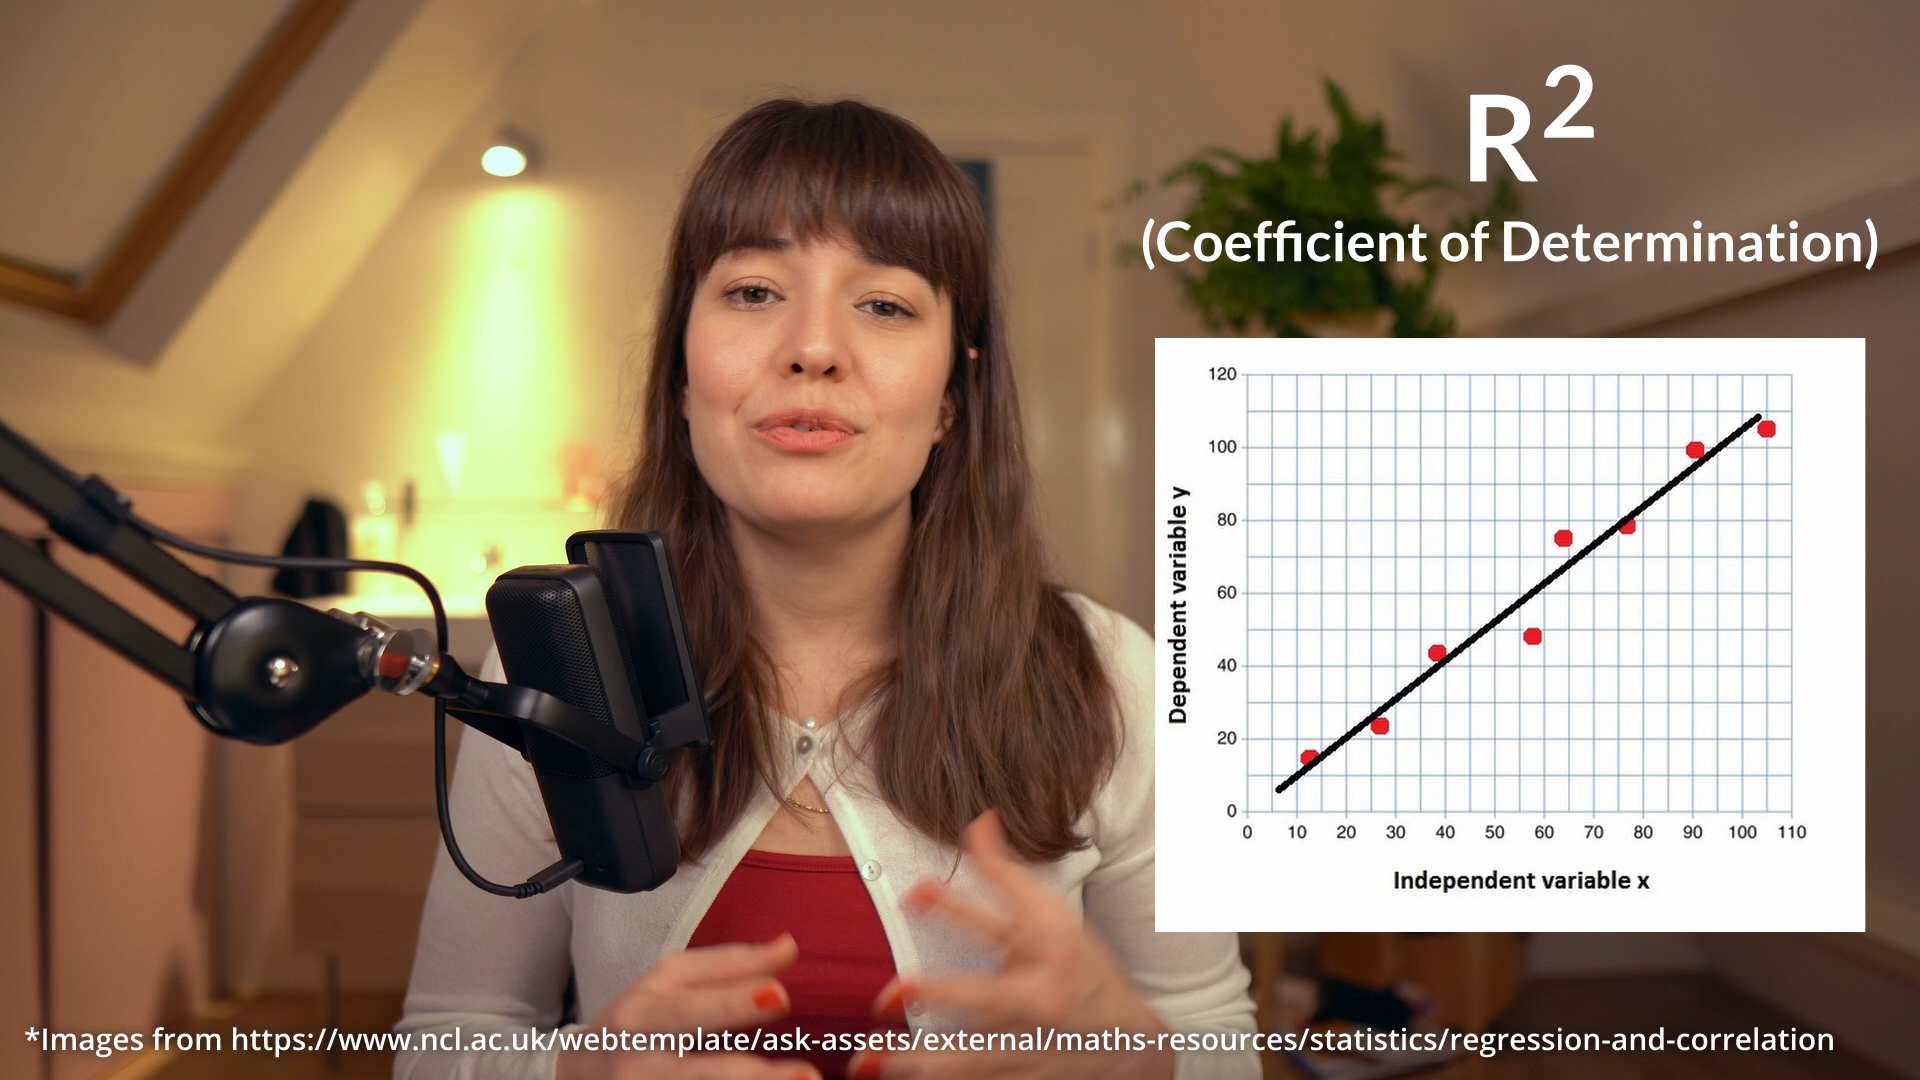 R²
(Coefficient of Determination)
120
100
80
60
40
20
0
Dependent variable y
0 10 20 30 40 50 60 70 80 90 100 110
Independent variable x
*Images from https://www.ncl.ac.uk/webtemplate/ask-assets/external/maths-resources/statistics/regression-and-correlation